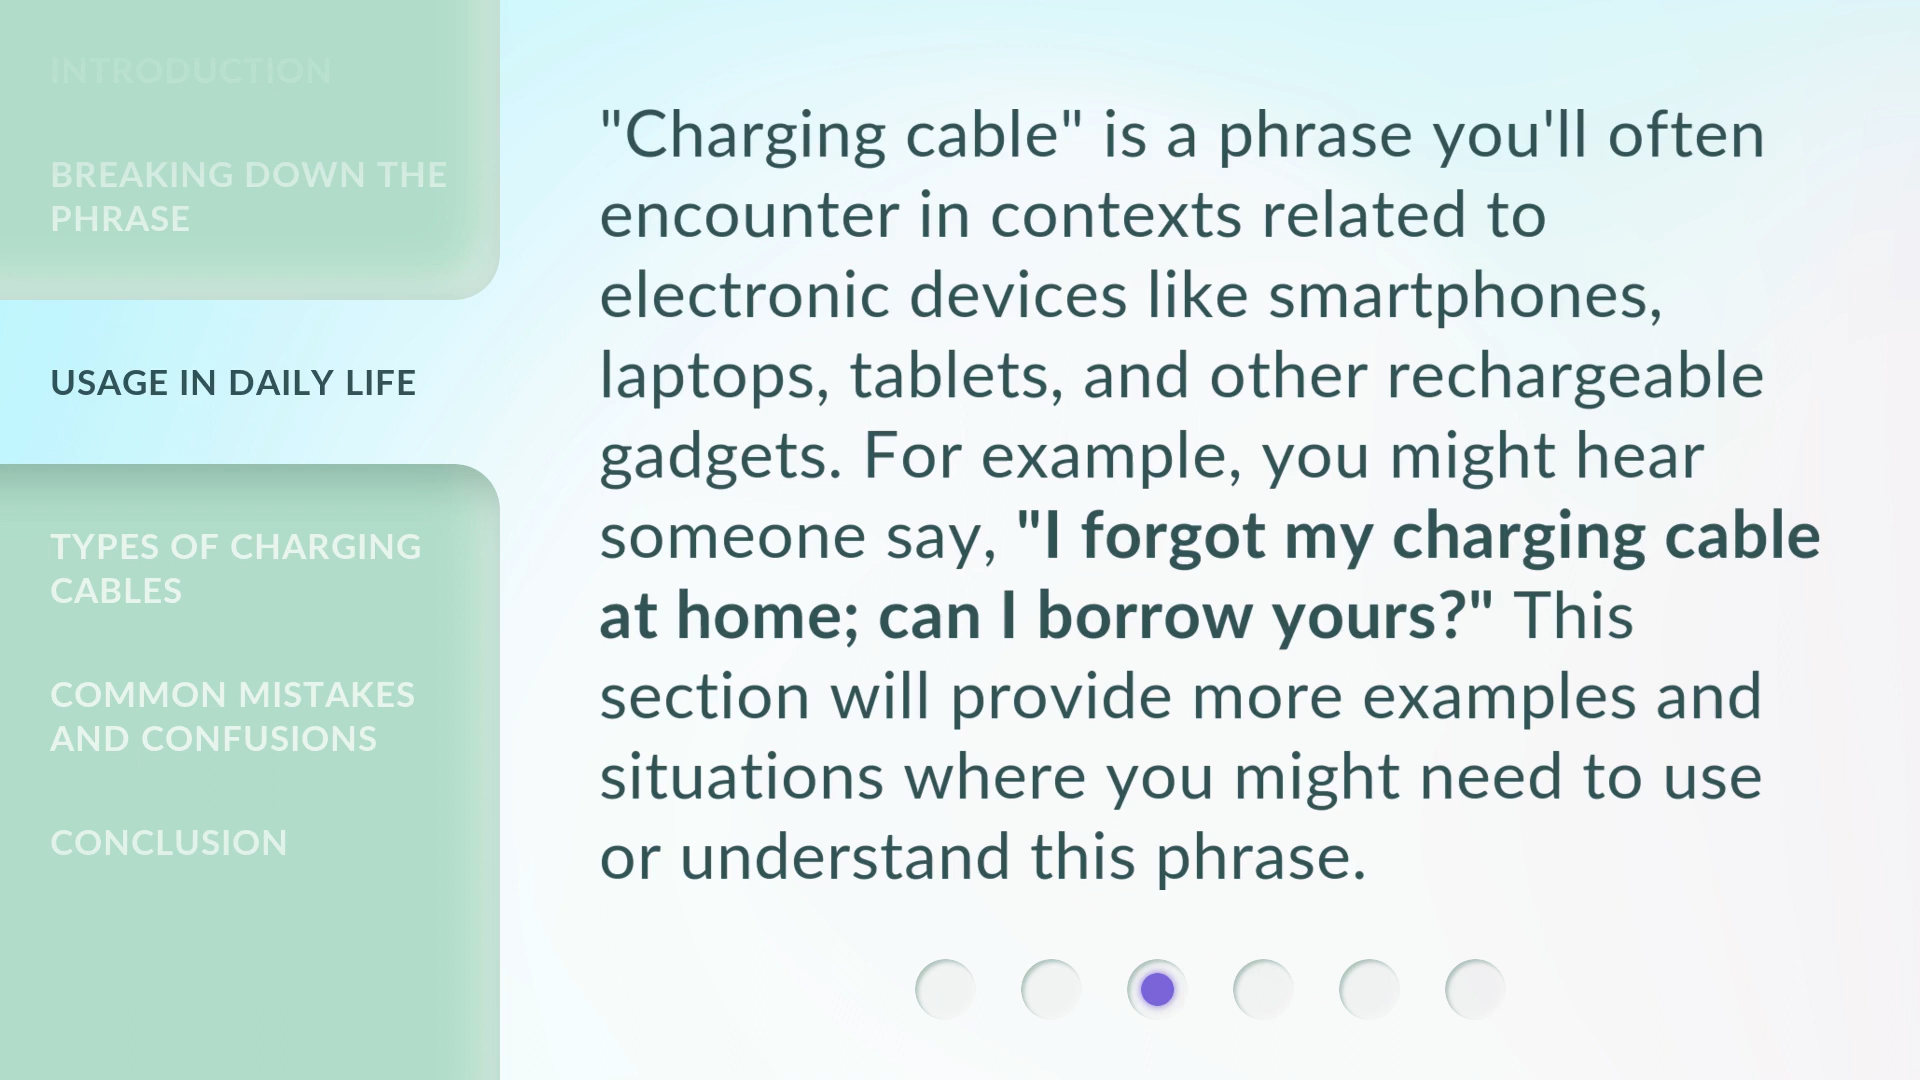 INTRODUCTION
BREAKING DOWN THE
PHRASE
USAGE IN DAILY LIFE
TYPES OF CHARGING
CABLES
COMMON MISTAKES
AND CONFUSIONS
CONCLUSION
"Charging cable" is a phrase you'll often
encounter in contexts related to
electronic devices like smartphones,
laptops, tablets, and other rechargeable
gadgets. For example, you might hear
someone say, "I forgot my charging cable
at home; can I borrow yours?" This
section will provide more examples and
situations where you might need to use
or understand this phrase.